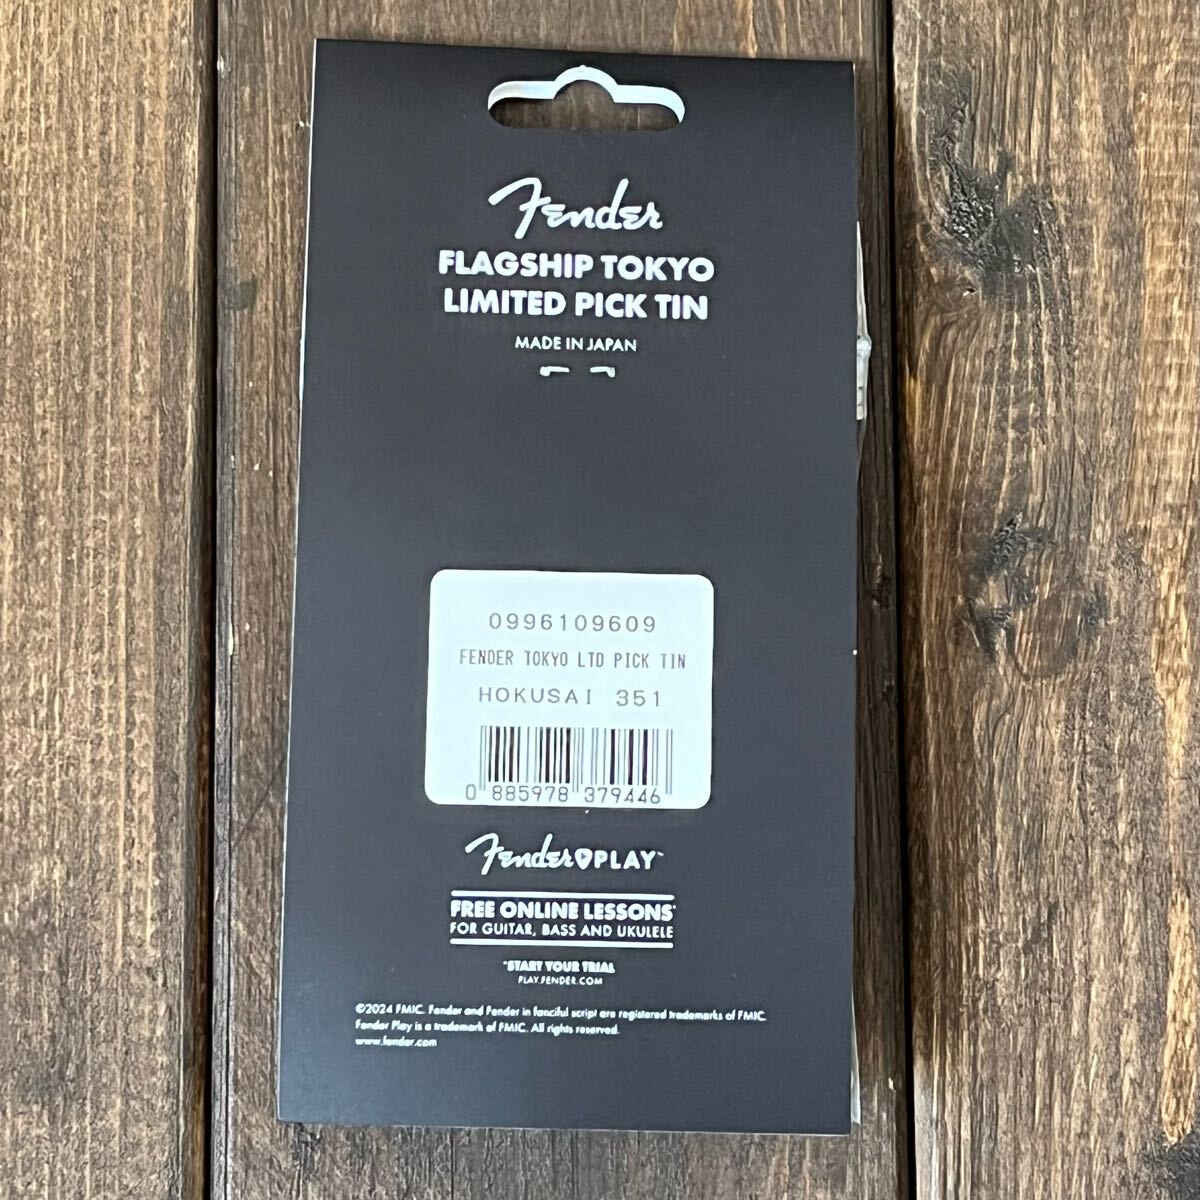 Fender
FLAGSHIP TOKYO
LIMITED PICK TIN
MADE IN JAPAN
0996109609
FENDER TOKYO LTD PICK TIN
HOKUSAI 351
0 885978 379446
Fender PLAY™
FREE ONLINE LESSONS*
FOR GUITAR, BASS AND UKULELE
*START YOUR TRIAL
PLAY.FENDER.COM
©2024 FMIC. Fender and Fender in fanciful script are registered trademarks of FMIC.
Fender Play is a trademark of FMIC. All rights reserved.
www.fender.com